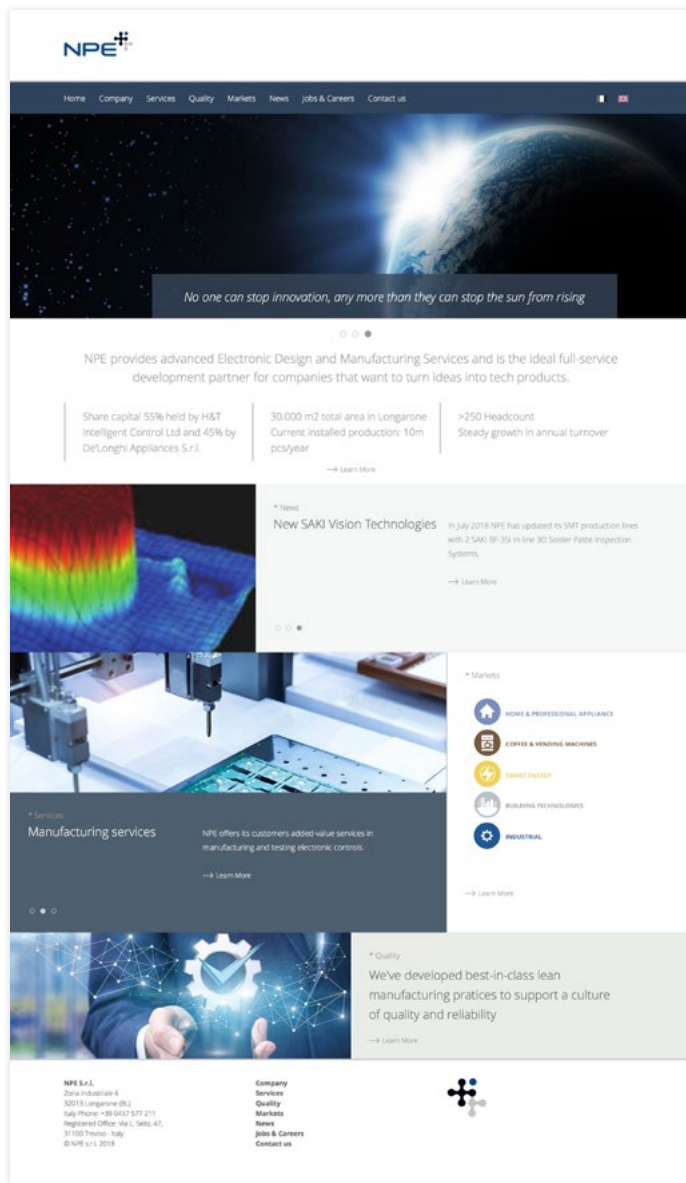 NPE
Home Company Services Quality Markets News Jobs & Careers Contact us
No one can stop innovation, any more than they can stop the sun from rising
NPE provides advanced Electronic Design and Manufacturing Services and is the ideal full-service
development partner for companies that want to turn ideas into tech products.
Share capital 55% held by H&T
Intelligent Control Ltd and 45% by
De'Longhi Appliances S.r.l.
30.000 m2 total area in Longarone
Current installed production: 10m
pcs/year
>250 Headcount
Steady growth in annual turnover
Learn More
* News
New SAKI Vision Technologies
In July 2018 NPE has updated its SMT production lines
with 2 SAKI BF-3Si in-line 3D Solder Paste Inspection
Systems.
Learn More
* Services
Manufacturing services
NPE offers its customers added-value services in
manufacturing and testing electronic controls.
Learn More
* Markets
HOME & PROFESSIONAL APPLIANCE
COFFEE & VENDING MACHINES
SMART ENERGY
BUILDING TECHNOLOGIES
INDUSTRIAL
Learn More
* Quality
We've developed best-in-class lean
manufacturing pratices to support a culture
of quality and reliability
Learn More
NPE S.r.l.
Zona industriale 6
32013 Longarone (BL)
Italy Phone: +39 0437 577 211
Registered Office: Via L. Seitz, 47,
31100 Treviso - Italy
© NPE s.r.l. 2018
Company
Services
Quality
Markets
News
Jobs & Careers
Contact us